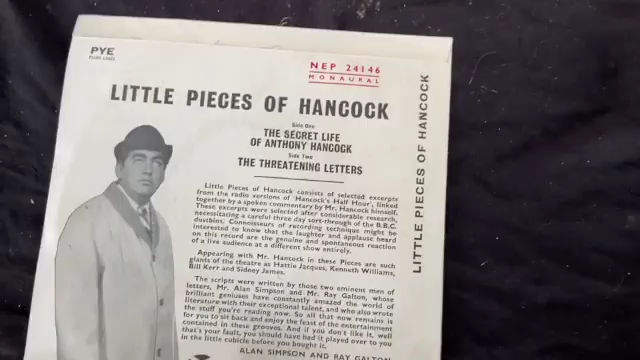 PYE
NEP 24146
MONAURAL
LITTLE PIECES OF HANCOCK
Side One
THE SECRET LIFE
OF ANTHONY HANCOCK
Side Two
THE THREATENING LETTERS
Little Pieces of Hancock consists of selected excerpts
from the radio versions of 'Hancock's Half Hour', linked
together by a spoken commentary by Mr. Hancock himself.
These excerpts were selected after considerable research,
necessitating a careful three day sort-through of the B.B.C.
dustbins. Connoisseurs of recording technique might be
interested to know that the laughter and applause heard
on this record are the genuine and spontaneous reaction
of a live audience at a different show entirely.
Appearing with Mr. Hancock in these Pieces are such
giants of the theatre as Hattie Jacques, Kenneth Williams,
Bill Kerr and Sidney James.
The scripts were written by those two eminent men of
letters, Mr. Alan Simpson and Mr. Ray Galton, whose
brilliant geniuses have constantly amazed the world of
literature with their exceptional talent, and who also wrote
the stuff you're reading now. So all that now remains is
for you to sit back and enjoy the feast of the entertainment
contained in these grooves. And if you don't like it, well
that's your fault, you should have had it played over to you
in the little cubicle before you bought it.
ALAN SIMPSON AND RAY GALTON
LITTLE PIECES OF HANCOCK